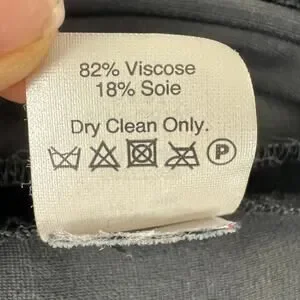 82% Viscose
18% Soie
Dry Clean Only.
P